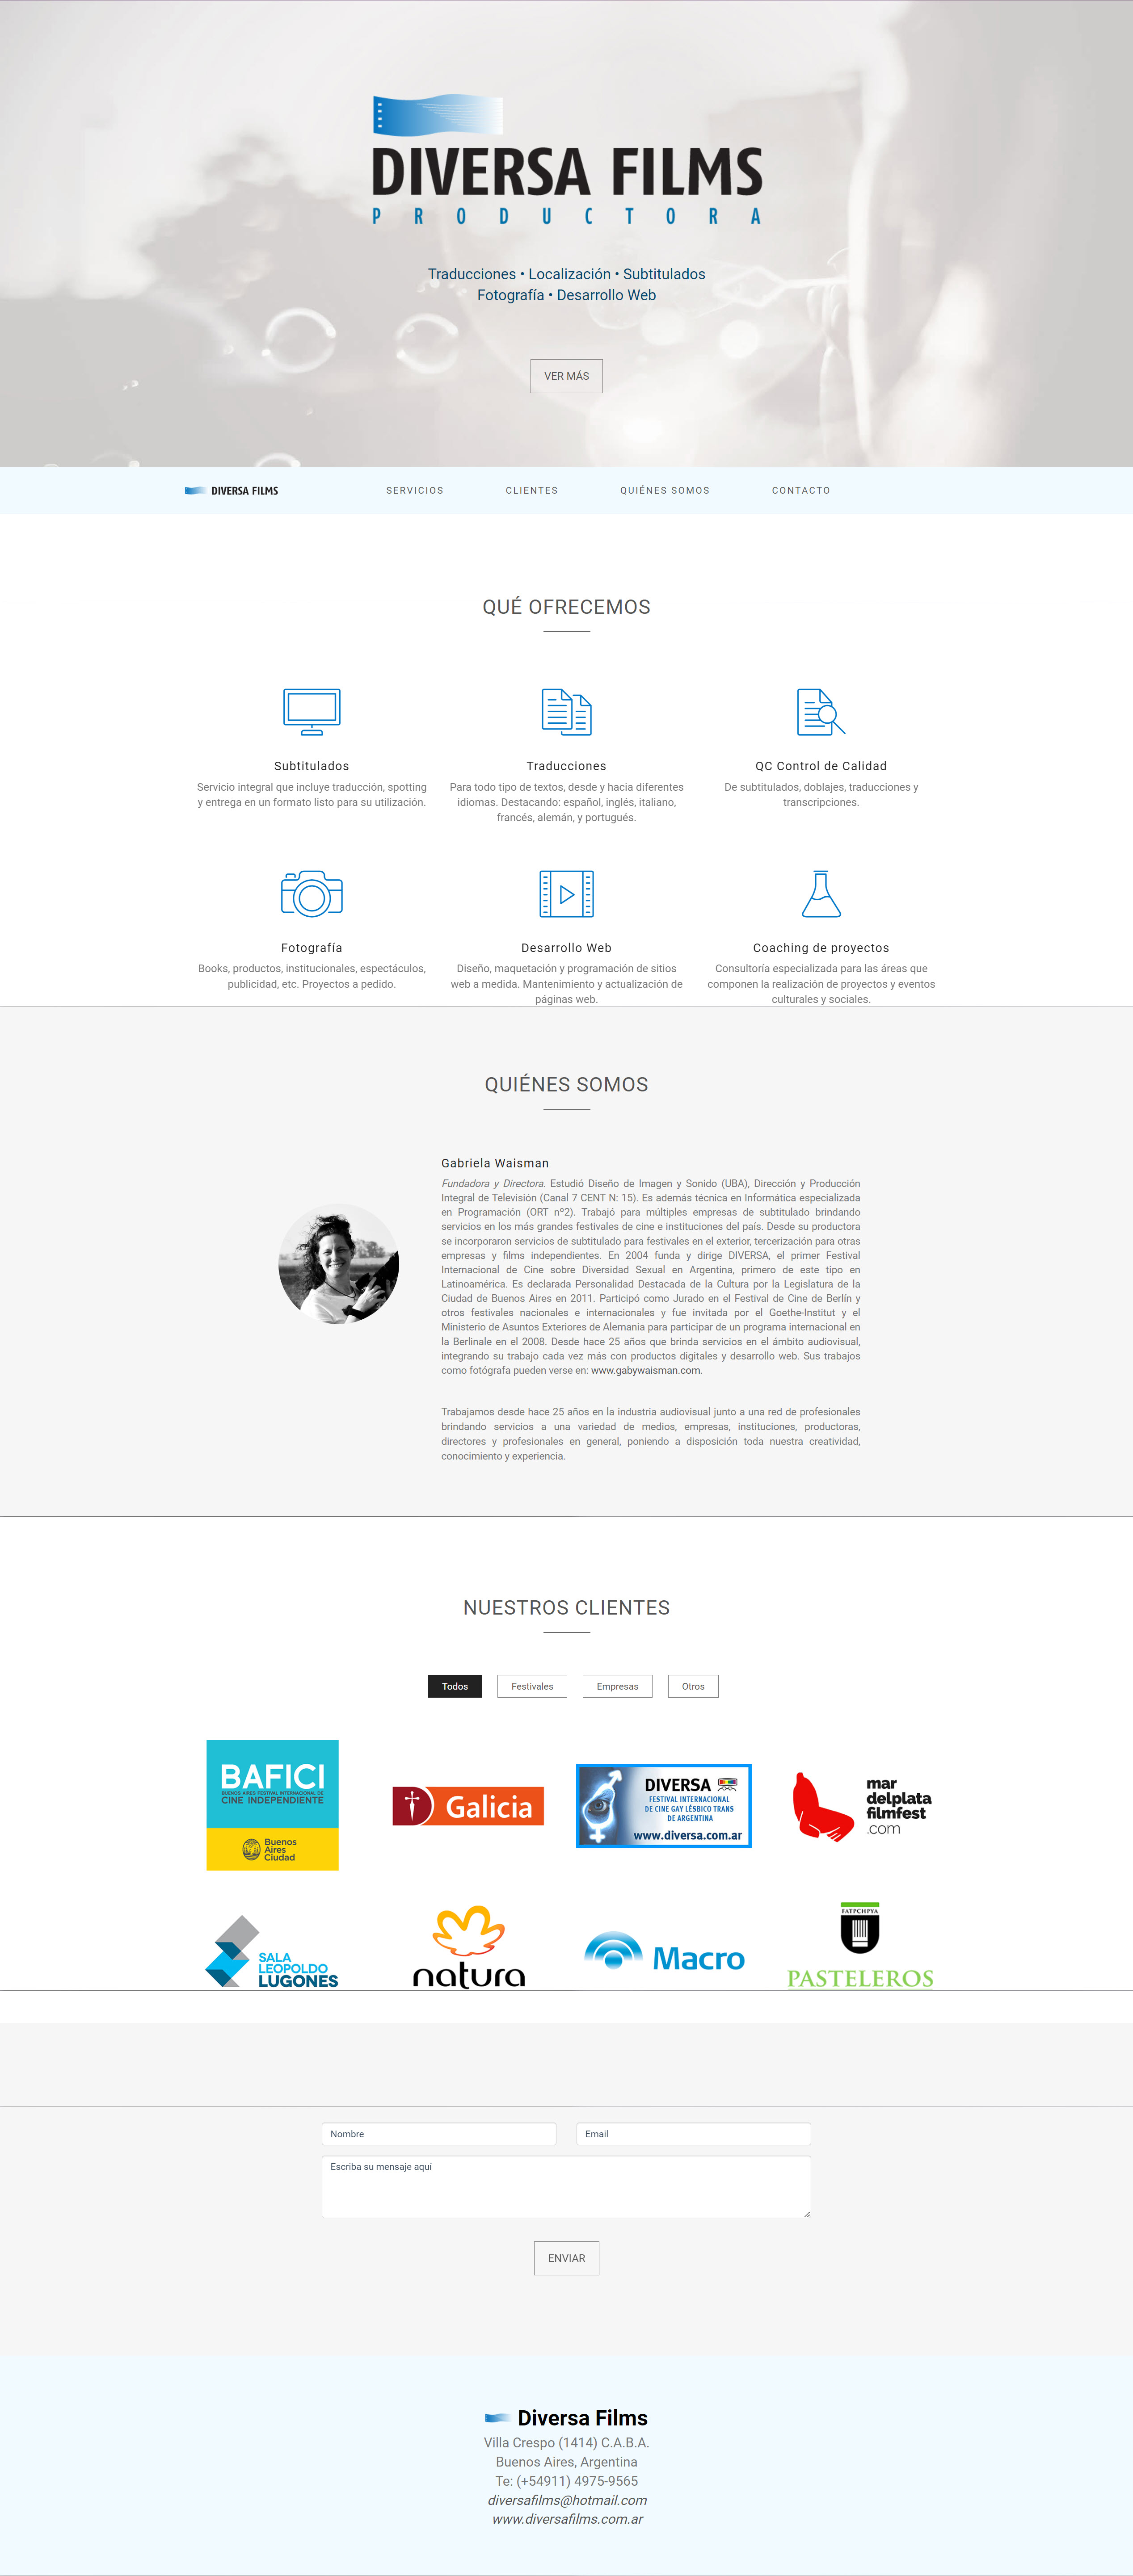 DIVERSA FILMS
PRODUCTORA
Traducciones • Localización • Subtitulados
Fotografía • Desarrollo Web
VER MÁS
DIVERSA FILMS
SERVICIOS
CLIENTES
QUIÉNES SOMOS
CONTACTO
QUÉ OFRECEMOS
Subtitulados
Servicio integral que incluye traducción, spotting
y entrega en un formato listo para su utilización.
Traducciones
Para todo tipo de textos, desde y hacia diferentes
idiomas. Destacando: español, inglés, italiano,
francés, alemán, y portugués.
QC Control de Calidad
De subtitulados, doblajes, traducciones y
transcripciones.
Fotografía
Books, productos, institucionales, espectáculos,
publicidad, etc. Proyectos a pedido.
Desarrollo Web
Diseño, maquetación y programación de sitios
web a medida. Mantenimiento y actualización de
páginas web.
Coaching de proyectos
Consultoría especializada para las áreas que
componen la realización de proyectos y eventos
culturales y sociales.
QUIÉNES SOMOS
Gabriela Waisman
Fundadora y Directora. Estudió Diseño de Imagen y Sonido (UBA), Dirección y Producción
Integral de Televisión (Canal 7 CENT N: 15). Es además técnica en Informática especializada
en Programación (ORT nº2). Trabajó para múltiples empresas de subtitulado brindando
servicios en los más grandes festivales de cine e instituciones del país. Desde su productora
se incorporaron servicios de subtitulado para festivales en el exterior, tercerización para otras
empresas y films independientes. En 2004 funda y dirige DIVERSA, el primer Festival
Internacional de Cine sobre Diversidad Sexual en Argentina, primero de este tipo en
Latinoamérica. Es declarada Personalidad Destacada de la Cultura por la Legislatura de la
Ciudad de Buenos Aires en 2011. Participó como Jurado en el Festival de Cine de Berlín y
otros festivales nacionales e internacionales y fue invitada por el Goethe-Institut y el
Ministerio de Asuntos Exteriores de Alemania para participar de un programa internacional en
la Berlinale en el 2008. Desde hace 25 años que brinda servicios en el ámbito audiovisual,
integrando su trabajo cada vez más con productos digitales y desarrollo web. Sus trabajos
como fotógrafa pueden verse en: www.gabywaisman.com.
Trabajamos desde hace 25 años en la industria audiovisual junto a una red de profesionales
brindando servicios a una variedad de medios, empresas, instituciones, productoras,
directores y profesionales en general, poniendo a disposición toda nuestra creatividad,
conocimiento y experiencia.
NUESTROS CLIENTES
Todos
Festivales
Empresas
Otros
BAFICI
BUENOS AIRES FESTIVAL INTERNACIONAL DE
CINE INDEPENDIENTE
Buenos
Aires
Ciudad
Galicia
DIVERSA
FESTIVAL INTERNACIONAL
DE CINE GAY LÉSBICO TRANS
DE ARGENTINA
www.diversa.com.ar
mar
delplata
filmfest
.com
SALA
LEOPOLDO
LUGONES
natura
Macro
FATPCHPYA
PASTELEROS
Nombre
Email
Escriba su mensaje aquí
ENVIAR
Diversa Films
Villa Crespo (1414) C.A.B.A.
Buenos Aires, Argentina
Te: (+54911) 4975-9565
diversafilms@hotmail.com
www.diversafilms.com.ar